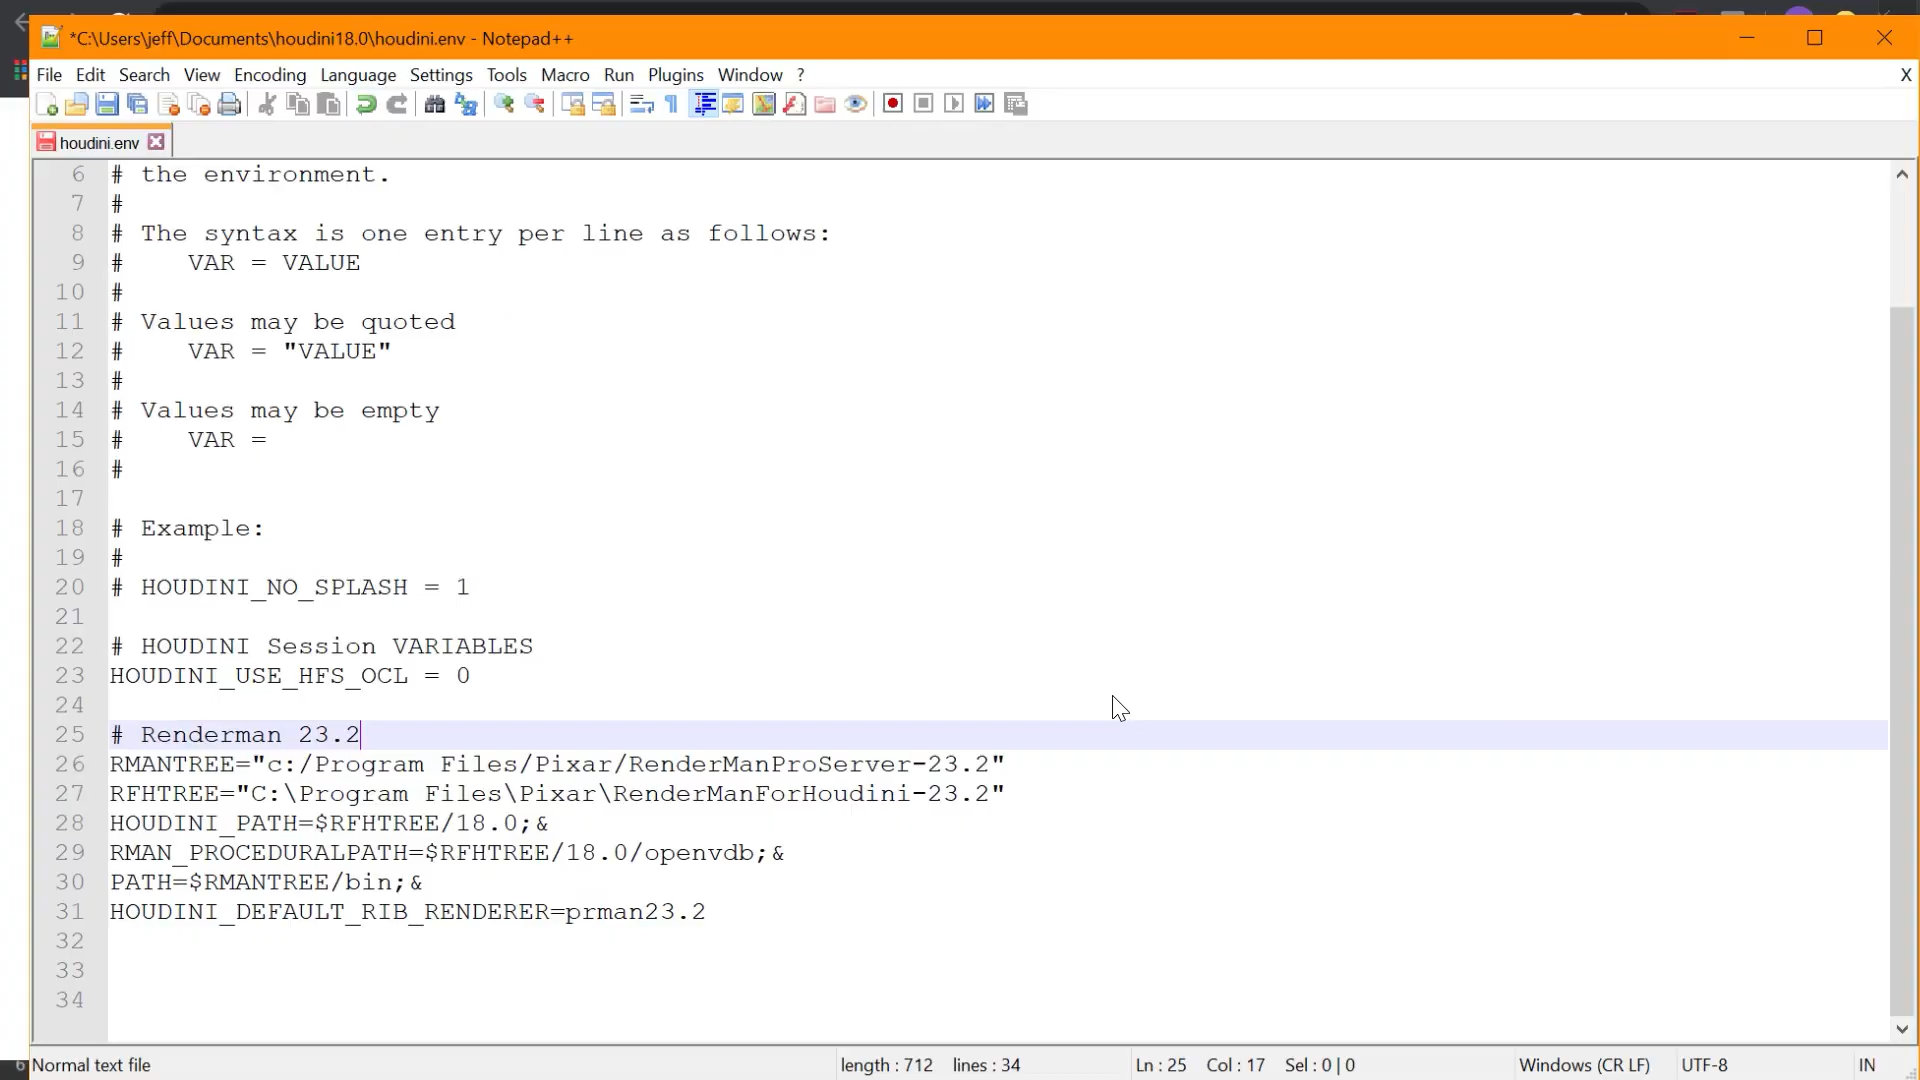 *C:\Users\jeff\Documents\houdini18.0\houdini.env - Notepad++
File Edit Search View Encoding Language Settings Tools Macro Run Plugins Window ? X
houdini.env
6 # the environment.
7 #
8 # The syntax is one entry per line as follows:
9 #    VAR = VALUE
10 #
11 # Values may be quoted
12 #    VAR = "VALUE"
13 #
14 # Values may be empty
15 #    VAR =
16 #
17
18 # Example:
19 #
20 # HOUDINI_NO_SPLASH = 1
21
22 # HOUDINI Session VARIABLES
23 HOUDINI_USE_HFS_OCL = 0
24
25 # Renderman 23.2
26 RMANTREE="c:/Program Files/Pixar/RenderManProServer-23.2"
27 RFHTREE="C:\Program Files\Pixar\RenderManForHoudini-23.2"
28 HOUDINI_PATH=$RFHTREE/18.0;&
29 RMAN_PROCEDURALPATH=$RFHTREE/18.0/openvdb;&
30 PATH=$RMANTREE/bin;&
31 HOUDINI_DEFAULT_RIB_RENDERER=prman23.2
32
33
34
Normal text file length : 712 lines : 34 Ln : 25 Col : 17 Sel : 0 | 0 Windows (CR LF) UTF-8 IN